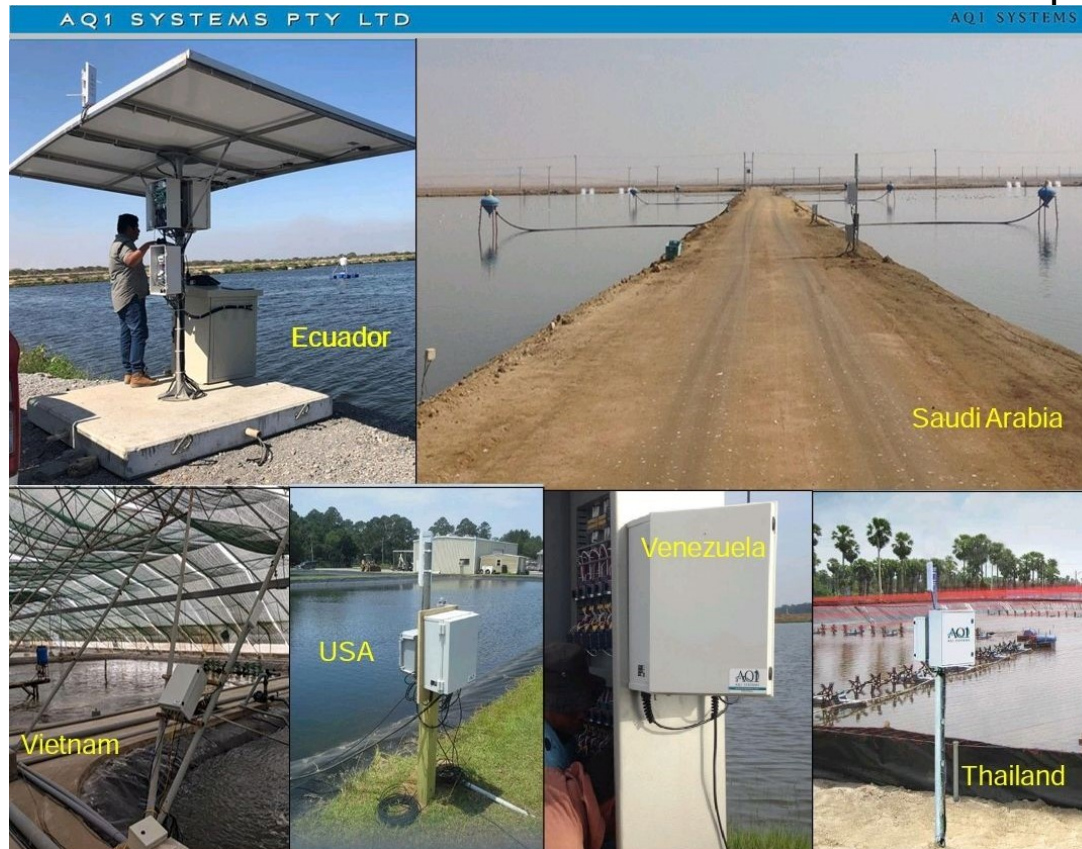 AQ1 SYSTEMS PTY LTD
AQ1 SYSTEMS
Ecuador
Saudi Arabia
Vietnam
USA
Venezuela
AQ1
Thailand
AQ1